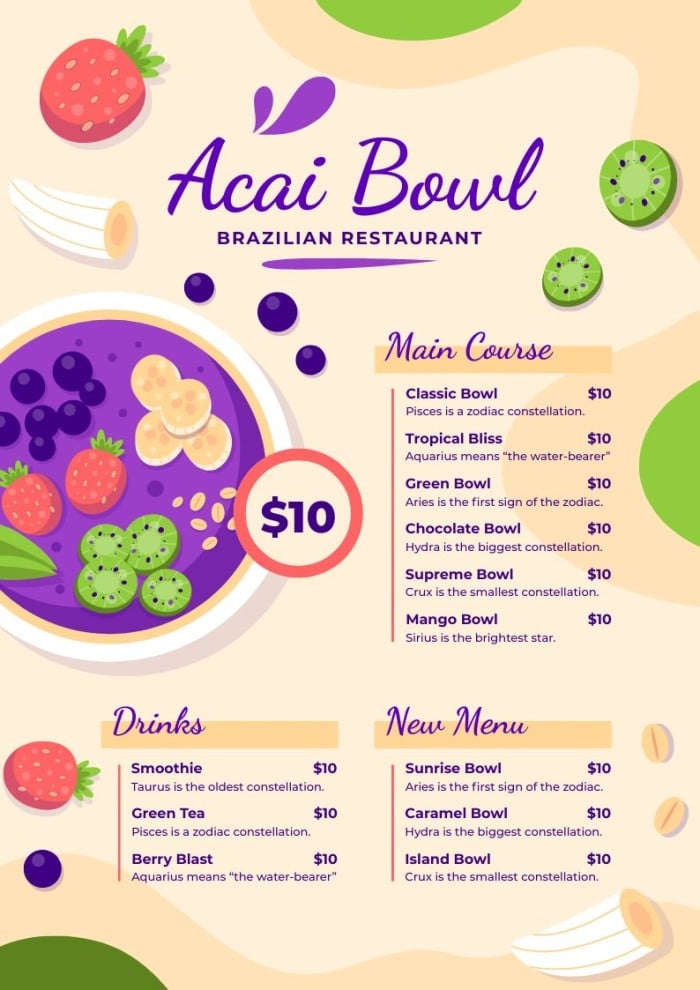 Acai Bowl
BRAZILIAN RESTAURANT
$10
Main Course
Classic Bowl $10
Pisces is a zodiac constellation.
Tropical Bliss $10
Aquarius means “the water-bearer”
Green Bowl $10
Aries is the first sign of the zodiac.
Chocolate Bowl $10
Hydra is the biggest constellation.
Supreme Bowl $10
Crux is the smallest constellation.
Mango Bowl $10
Sirius is the brightest star.
Drinks
Smoothie $10
Taurus is the oldest constellation.
Green Tea $10
Pisces is a zodiac constellation.
Berry Blast $10
Aquarius means “the water-bearer”
New Menu
Sunrise Bowl $10
Aries is the first sign of the zodiac.
Caramel Bowl $10
Hydra is the biggest constellation.
Island Bowl $10
Crux is the smallest constellation.